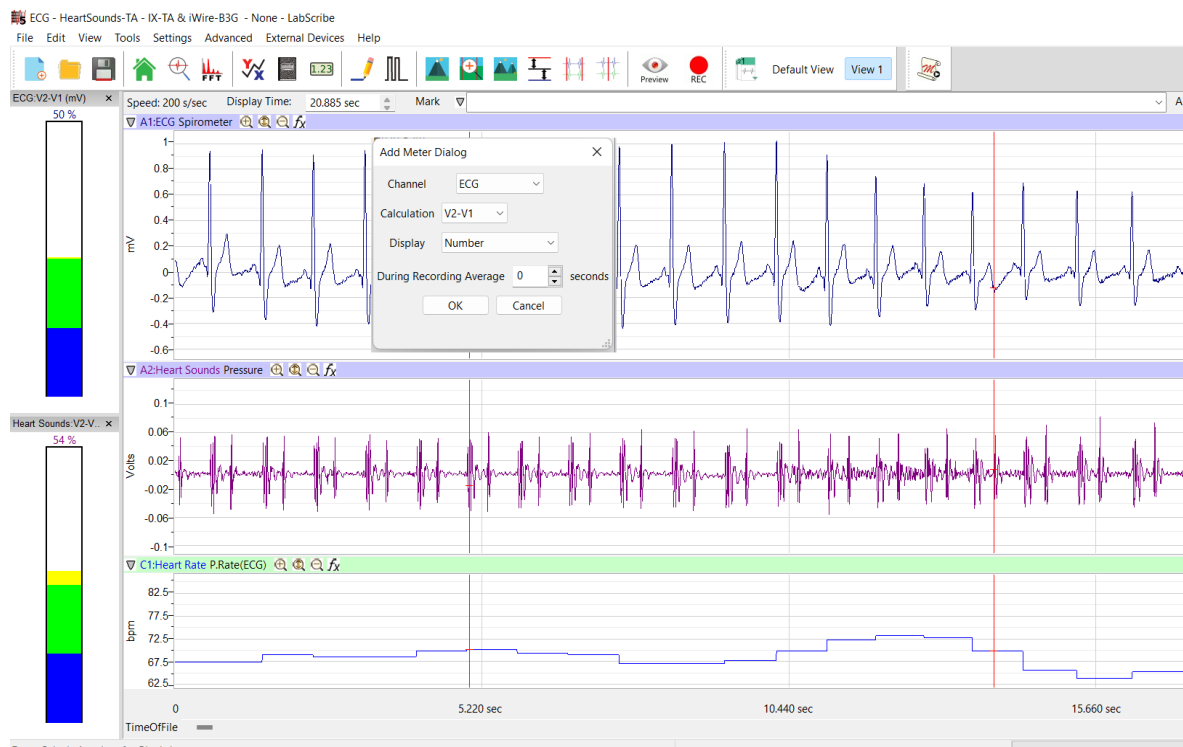 ECG - HeartSounds-TA - IX-TA & iWire-B3G - None - LabScribe
File Edit View Tools Settings Advanced External Devices Help
FFT Y X 1.23 Preview REC Default View View 1
ECG:V2-V1 (mV) ×
50 %
Speed: 200 s/sec Display Time: 20.885 sec Mark A
A1:ECG Spirometer fx
1
0.8
0.6
0.4
0.2
0
-0.2
-0.4
-0.6
mV
Add Meter Dialog
Channel ECG
Calculation V2-V1
Display Number
During Recording Average 0 seconds
OK Cancel
A2:Heart Sounds Pressure fx
0.1
0.06
0.02
-0.02
-0.06
-0.1
Volts
Heart Sounds:V2-V... ×
54 %
C1:Heart Rate P.Rate(ECG) fx
82.5
77.5
72.5
67.5
62.5
bpm
0 5.220 sec 10.440 sec 15.660 sec
TimeOfFile